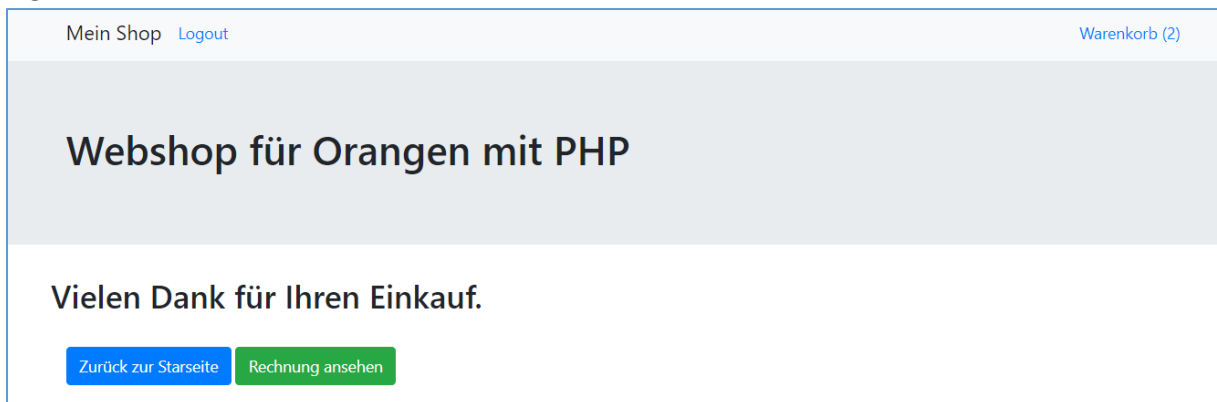 Mein Shop Logout Warenkorb (2)
Webshop für Orangen mit PHP
Vielen Dank für Ihren Einkauf.
Zurück zur Starseite Rechnung ansehen